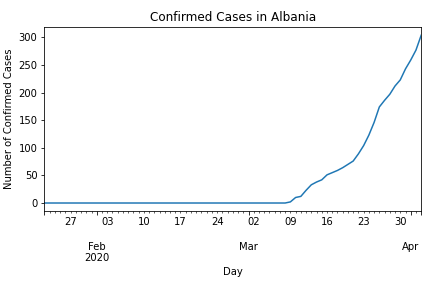 Confirmed Cases in Albania
Number of Confirmed Cases
300
250
200
150
100
50
0
27 03 10 17 24 02 09 16 23 30
Feb Mar Apr
2020
Day